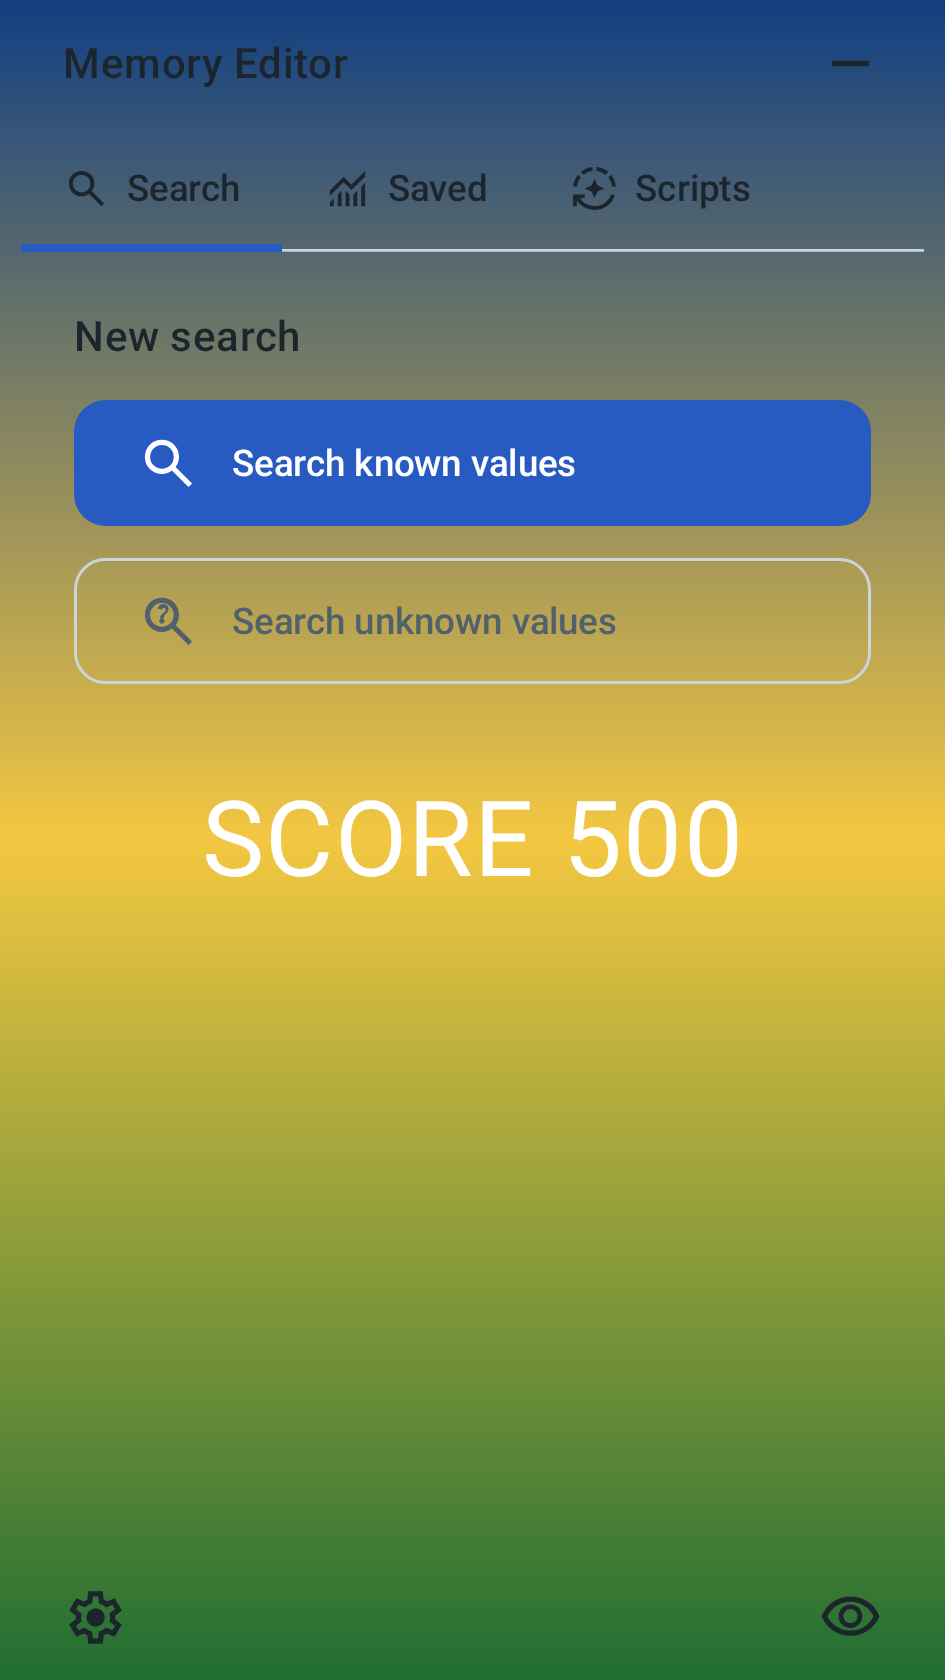 Memory Editor
Search Saved Scripts
New search
Search known values
Search unknown values
SCORE 500